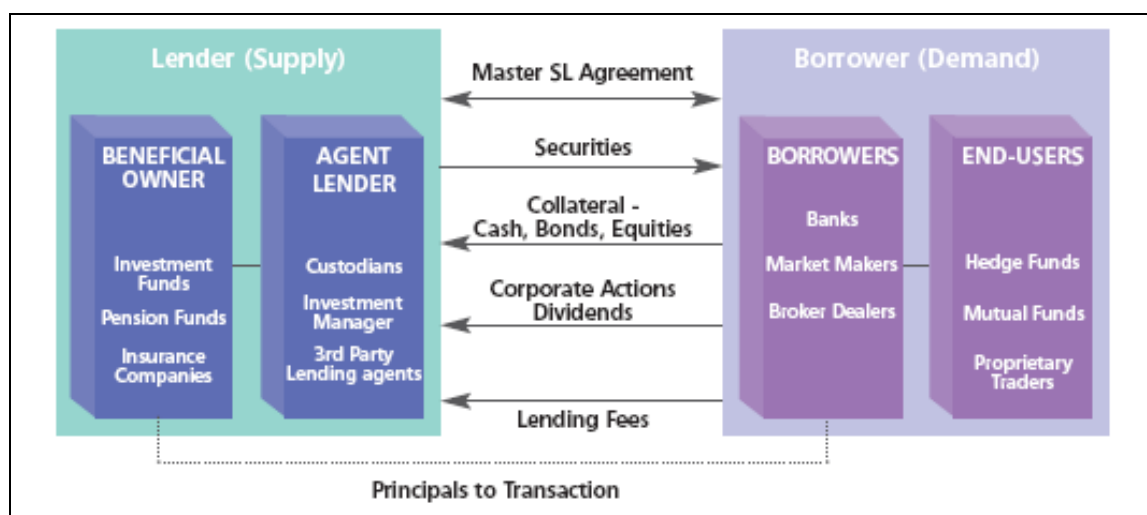 Lender (Supply)
BENEFICIAL
OWNER
Investment
Funds
Pension Funds
Insurance
Companies
AGENT
LENDER
Custodians
Investment
Manager
3rd Party
Lending agents
Master SL Agreement
Securities
Collateral -
Cash, Bonds, Equities
Corporate Actions
Dividends
Lending Fees
Borrower (Demand)
BORROWERS
Banks
Market Makers
Broker Dealers
END-USERS
Hedge Funds
Mutual Funds
Proprietary
Traders
Principals to Transaction